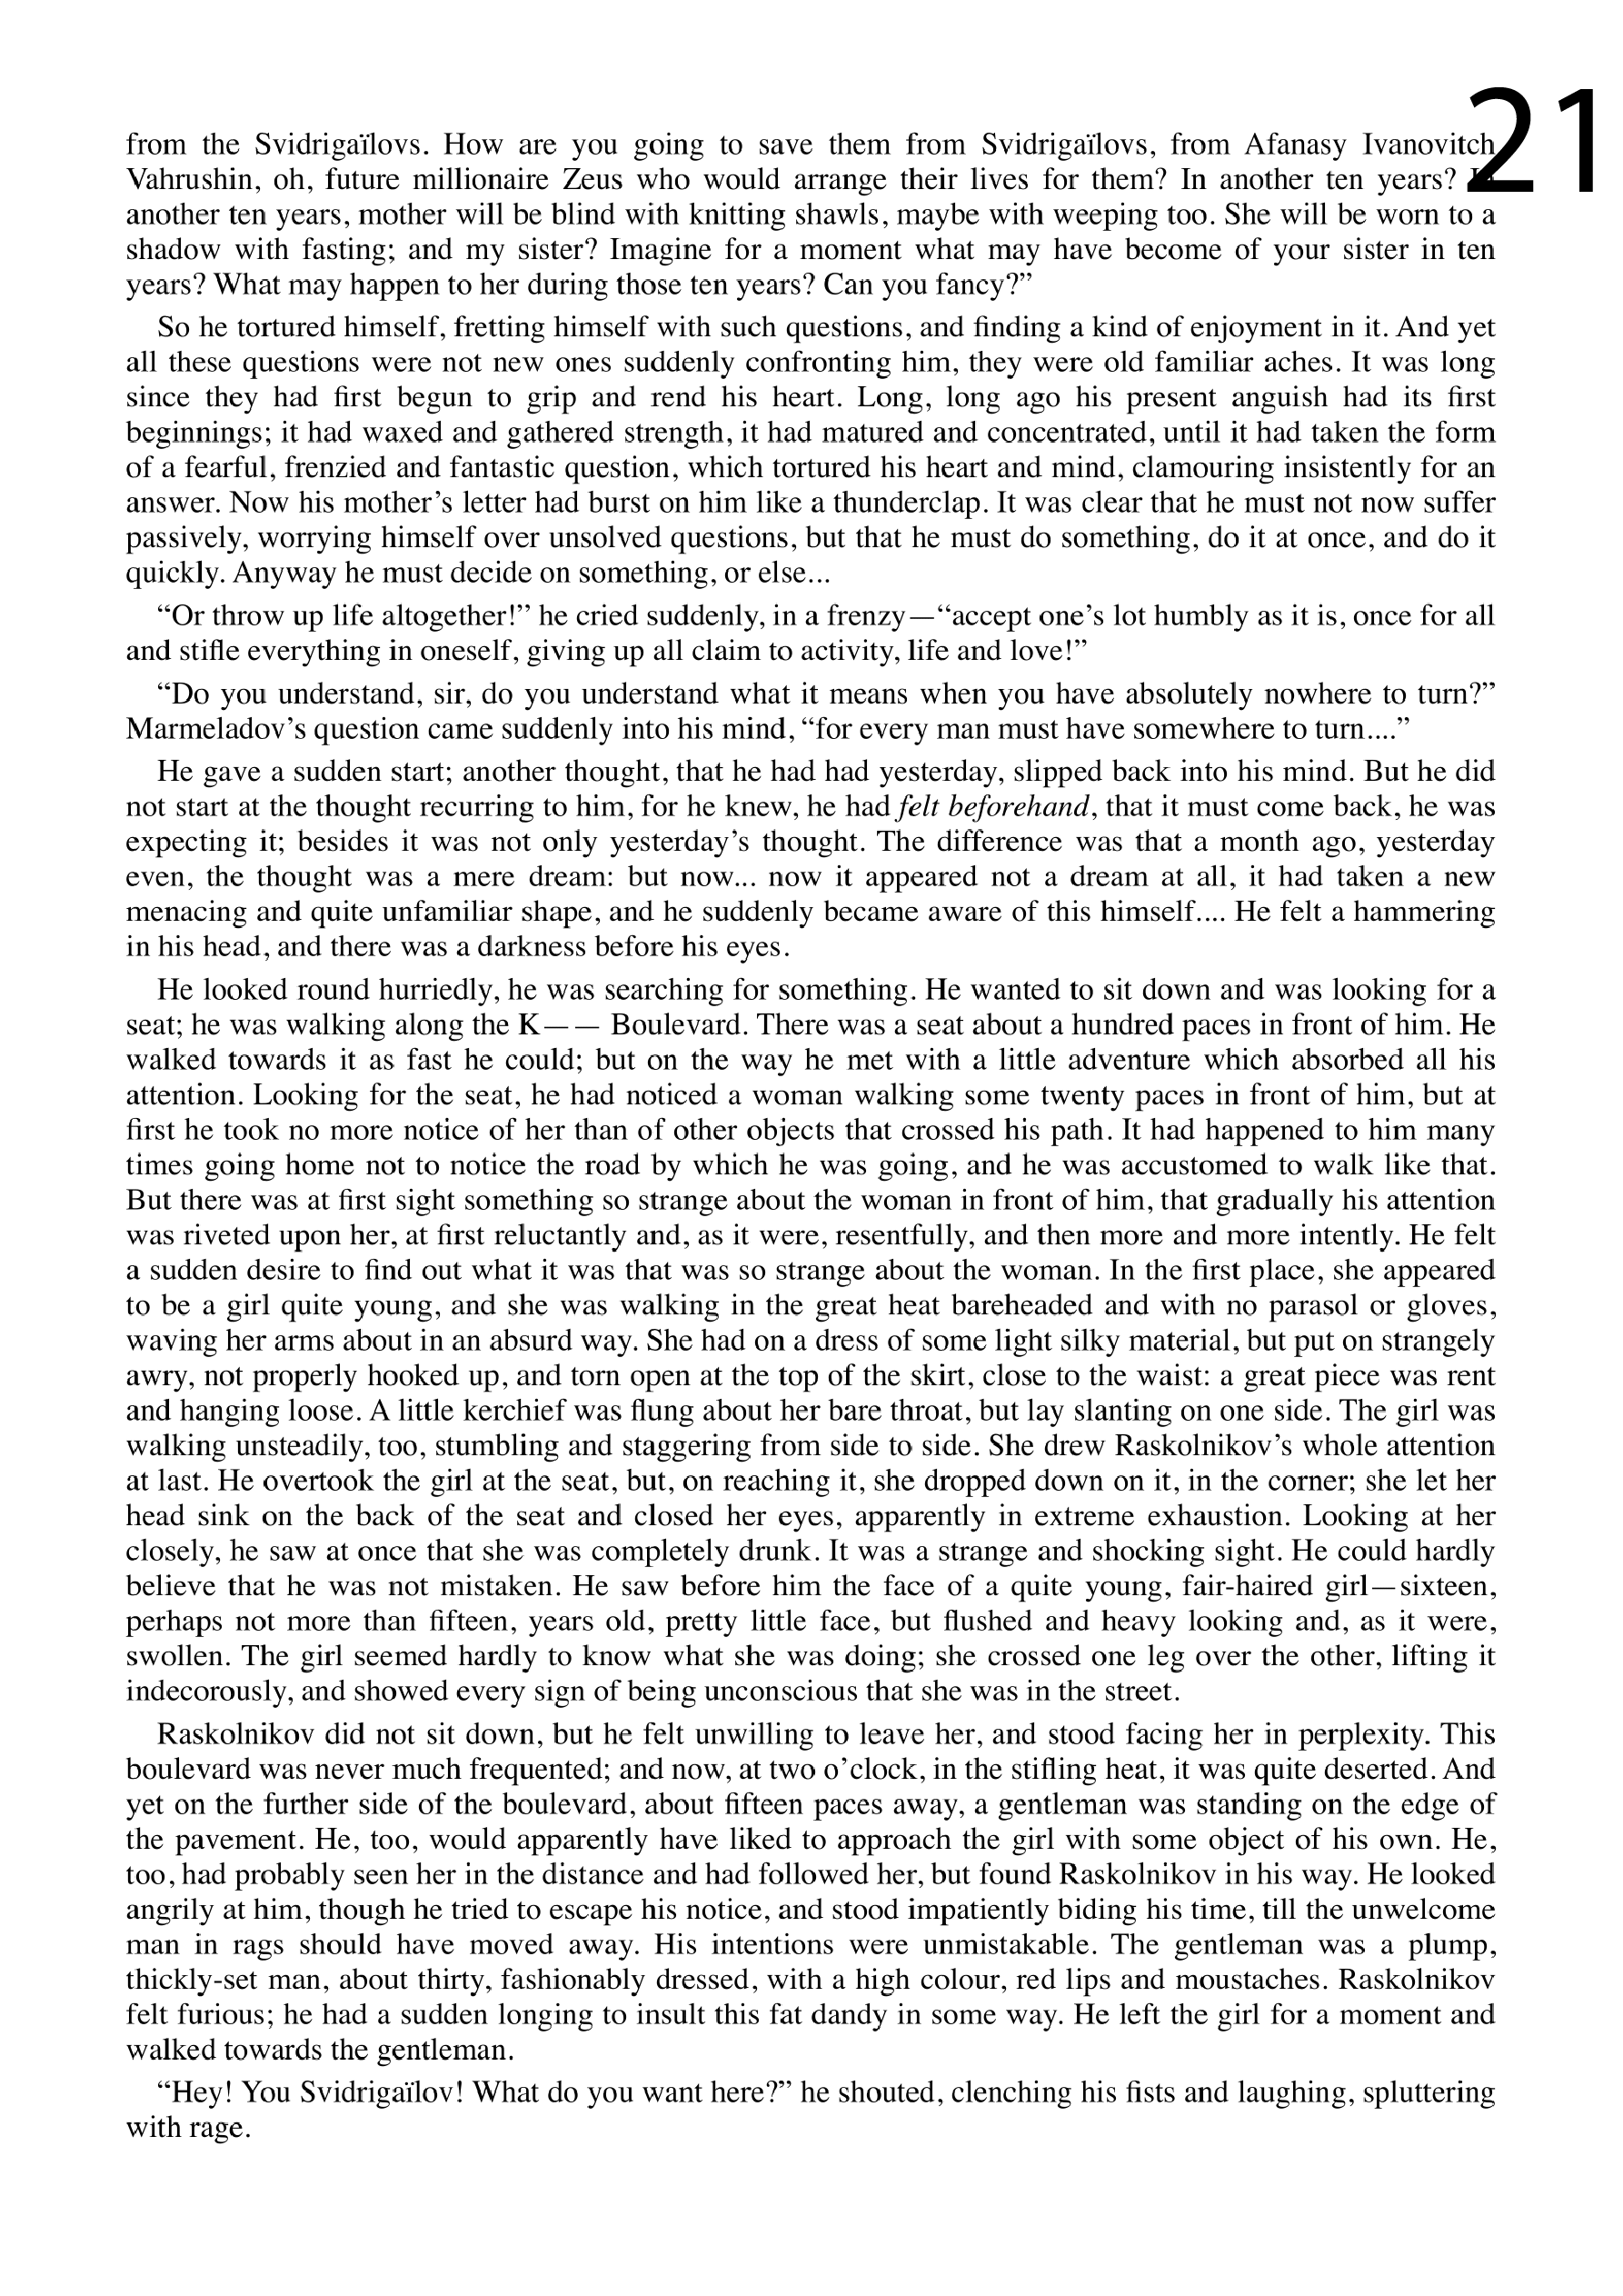 21
from the Svidrigaïlovs. How are you going to save them from Svidrigaïlovs, from Afanasy Ivanovitch
Vahrushin, oh, future millionaire Zeus who would arrange their lives for them? In another ten years? In
another ten years, mother will be blind with knitting shawls, maybe with weeping too. She will be worn to a
shadow with fasting; and my sister? Imagine for a moment what may have become of your sister in ten
years? What may happen to her during those ten years? Can you fancy?”
So he tortured himself, fretting himself with such questions, and finding a kind of enjoyment in it. And yet
all these questions were not new ones suddenly confronting him, they were old familiar aches. It was long
since they had first begun to grip and rend his heart. Long, long ago his present anguish had its first
beginnings; it had waxed and gathered strength, it had matured and concentrated, until it had taken the form
of a fearful, frenzied and fantastic question, which tortured his heart and mind, clamouring insistently for an
answer. Now his mother’s letter had burst on him like a thunderclap. It was clear that he must not now suffer
passively, worrying himself over unsolved questions, but that he must do something, do it at once, and do it
quickly. Anyway he must decide on something, or else...
“Or throw up life altogether!” he cried suddenly, in a frenzy—“accept one’s lot humbly as it is, once for all
and stifle everything in oneself, giving up all claim to activity, life and love!”
“Do you understand, sir, do you understand what it means when you have absolutely nowhere to turn?”
Marmeladov’s question came suddenly into his mind, “for every man must have somewhere to turn....”
He gave a sudden start; another thought, that he had had yesterday, slipped back into his mind. But he did
not start at the thought recurring to him, for he knew, he had felt beforehand, that it must come back, he was
expecting it; besides it was not only yesterday’s thought. The difference was that a month ago, yesterday
even, the thought was a mere dream: but now... now it appeared not a dream at all, it had taken a new
menacing and quite unfamiliar shape, and he suddenly became aware of this himself.... He felt a hammering
in his head, and there was a darkness before his eyes.
He looked round hurriedly, he was searching for something. He wanted to sit down and was looking for a
seat; he was walking along the K—— Boulevard. There was a seat about a hundred paces in front of him. He
walked towards it as fast he could; but on the way he met with a little adventure which absorbed all his
attention. Looking for the seat, he had noticed a woman walking some twenty paces in front of him, but at
first he took no more notice of her than of other objects that crossed his path. It had happened to him many
times going home not to notice the road by which he was going, and he was accustomed to walk like that.
But there was at first sight something so strange about the woman in front of him, that gradually his attention
was riveted upon her, at first reluctantly and, as it were, resentfully, and then more and more intently. He felt
a sudden desire to find out what it was that was so strange about the woman. In the first place, she appeared
to be a girl quite young, and she was walking in the great heat bareheaded and with no parasol or gloves,
waving her arms about in an absurd way. She had on a dress of some light silky material, but put on strangely
awry, not properly hooked up, and torn open at the top of the skirt, close to the waist: a great piece was rent
and hanging loose. A little kerchief was flung about her bare throat, but lay slanting on one side. The girl was
walking unsteadily, too, stumbling and staggering from side to side. She drew Raskolnikov’s whole attention
at last. He overtook the girl at the seat, but, on reaching it, she dropped down on it, in the corner; she let her
head sink on the back of the seat and closed her eyes, apparently in extreme exhaustion. Looking at her
closely, he saw at once that she was completely drunk. It was a strange and shocking sight. He could hardly
believe that he was not mistaken. He saw before him the face of a quite young, fair-haired girl—sixteen,
perhaps not more than fifteen, years old, pretty little face, but flushed and heavy looking and, as it were,
swollen. The girl seemed hardly to know what she was doing; she crossed one leg over the other, lifting it
indecorously, and showed every sign of being unconscious that she was in the street.
Raskolnikov did not sit down, but he felt unwilling to leave her, and stood facing her in perplexity. This
boulevard was never much frequented; and now, at two o’clock, in the stifling heat, it was quite deserted. And
yet on the further side of the boulevard, about fifteen paces away, a gentleman was standing on the edge of
the pavement. He, too, would apparently have liked to approach the girl with some object of his own. He,
too, had probably seen her in the distance and had followed her, but found Raskolnikov in his way. He looked
angrily at him, though he tried to escape his notice, and stood impatiently biding his time, till the unwelcome
man in rags should have moved away. His intentions were unmistakable. The gentleman was a plump,
thickly-set man, about thirty, fashionably dressed, with a high colour, red lips and moustaches. Raskolnikov
felt furious; he had a sudden longing to insult this fat dandy in some way. He left the girl for a moment and
walked towards the gentleman.
“Hey! You Svidrigaïlov! What do you want here?” he shouted, clenching his fists and laughing, spluttering
with rage.